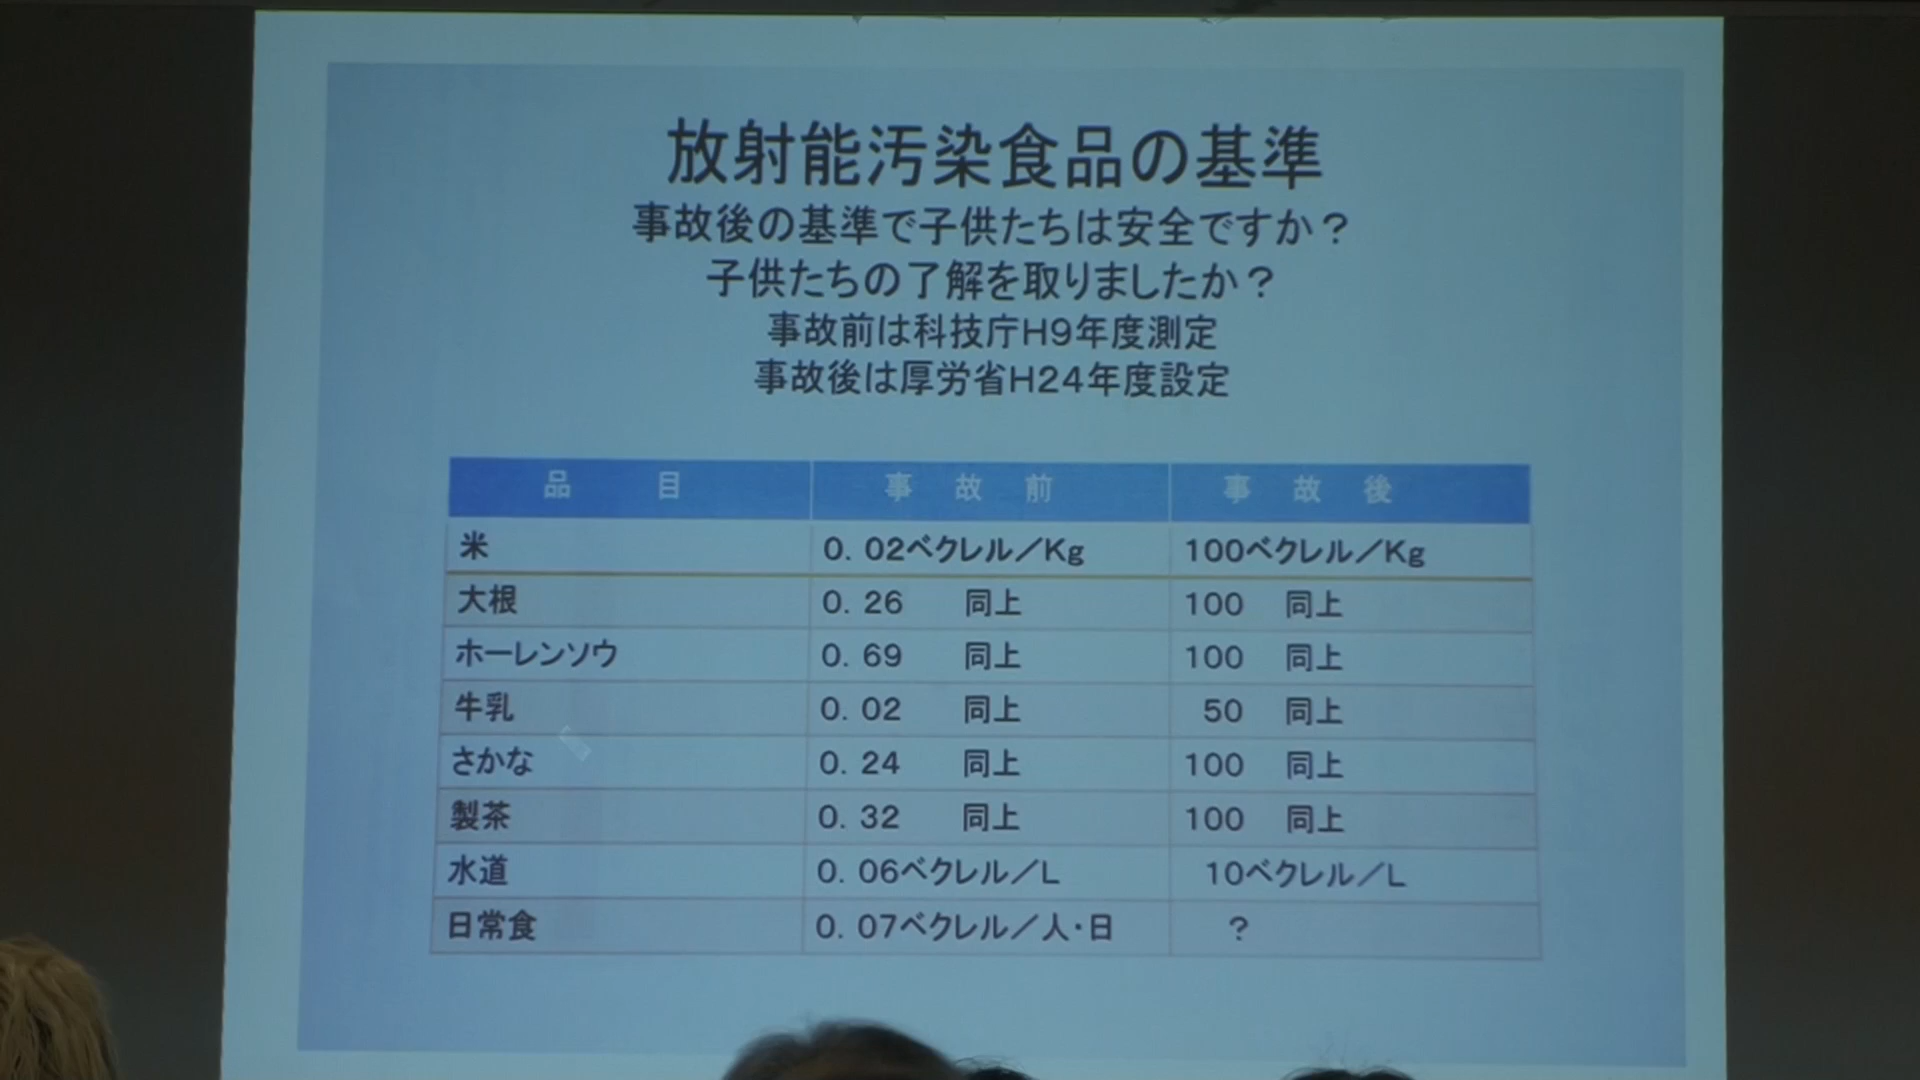 放射能汚染食品の基準
事故後の基準で子供たちは安全ですか？
子供たちの了解を取りましたか？
事故前は科技庁H9年度測定
事故後は厚労省H24年度設定
品 目 事 故 前 事 故 後
米 0. 02ベクレル／Kg 100ベクレル／Kg
大根 0. 26 同上 100 同上
ホーレンソウ 0. 69 同上 100 同上
牛乳 0. 02 同上 50 同上
さかな 0. 24 同上 100 同上
製茶 0. 32 同上 100 同上
水道 0. 06ベクレル／L 10ベクレル／L
日常食 0. 07ベクレル／人・日 ？